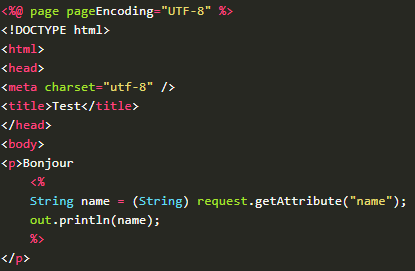 <%@ page pageEncoding="UTF-8" %>
<!DOCTYPE html>
<html>
<head>
<meta charset="utf-8" />
<title>Test</title>
</head>
<body>
<p>Bonjour
    <%
    String name = (String) request.getAttribute("name");
    out.println(name);
    %>
</p>